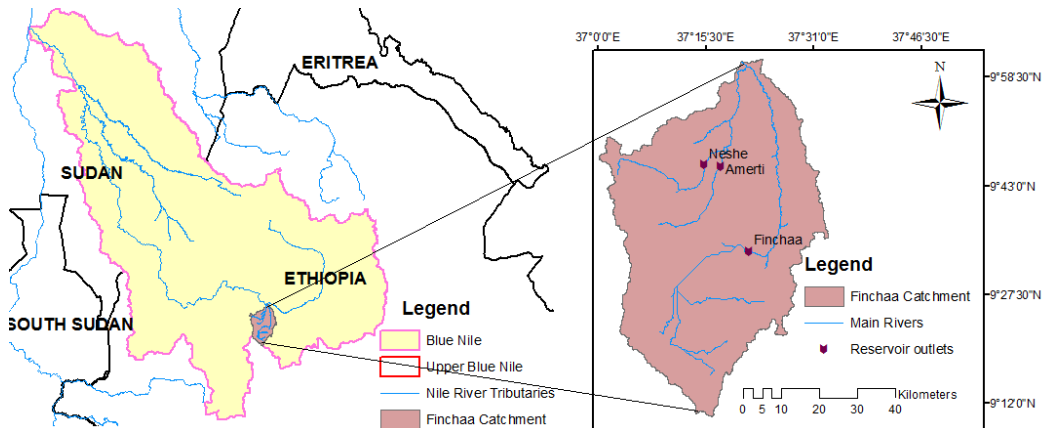 ERITREA
SUDAN
ETHIOPIA
SOUTH SUDAN
Legend
Blue Nile
Upper Blue Nile
Nile River Tributaries
Finchaa Catchment
37°0'0"E
37°15'30"E
37°31'0"E
37°46'30"E
N
9°58'30"N
9°43'0"N
9°27'30"N
9°12'0"N
Neshe
Amerti
Finchaa
Legend
Finchaa Catchment
Main Rivers
Reservoir outlets
Kilometers
0 5 10 20 30 40